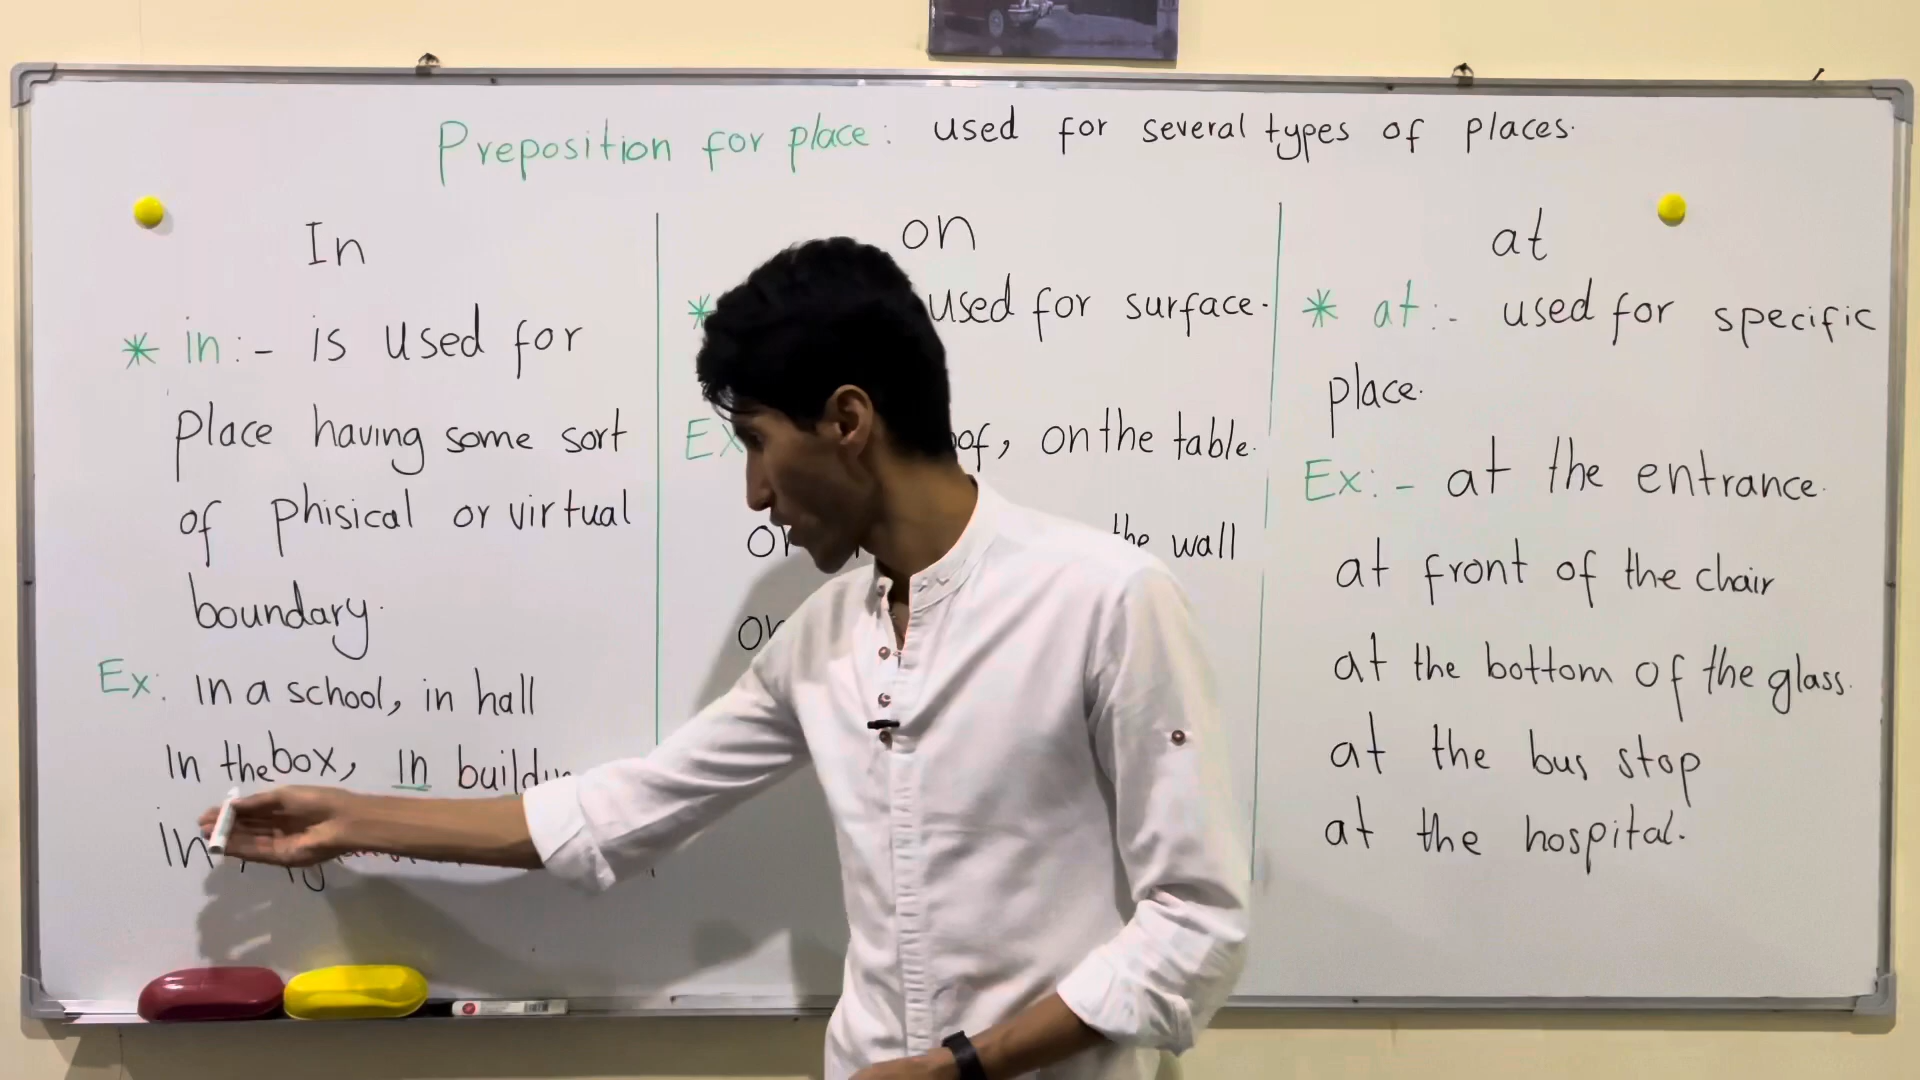 Preposition for place: used for several types of places.
In
* in:- is used for
place having some sort
of phisical or virtual
boundary.
Ex: in a school, in hall
in the box, in
in
on
* used for surface.
on the table.
the wall
at
* at:- used for specific
place.
Ex:- at the entrance.
at front of the chair
at the bottom of the glass.
at the bus stop
at the hospital.